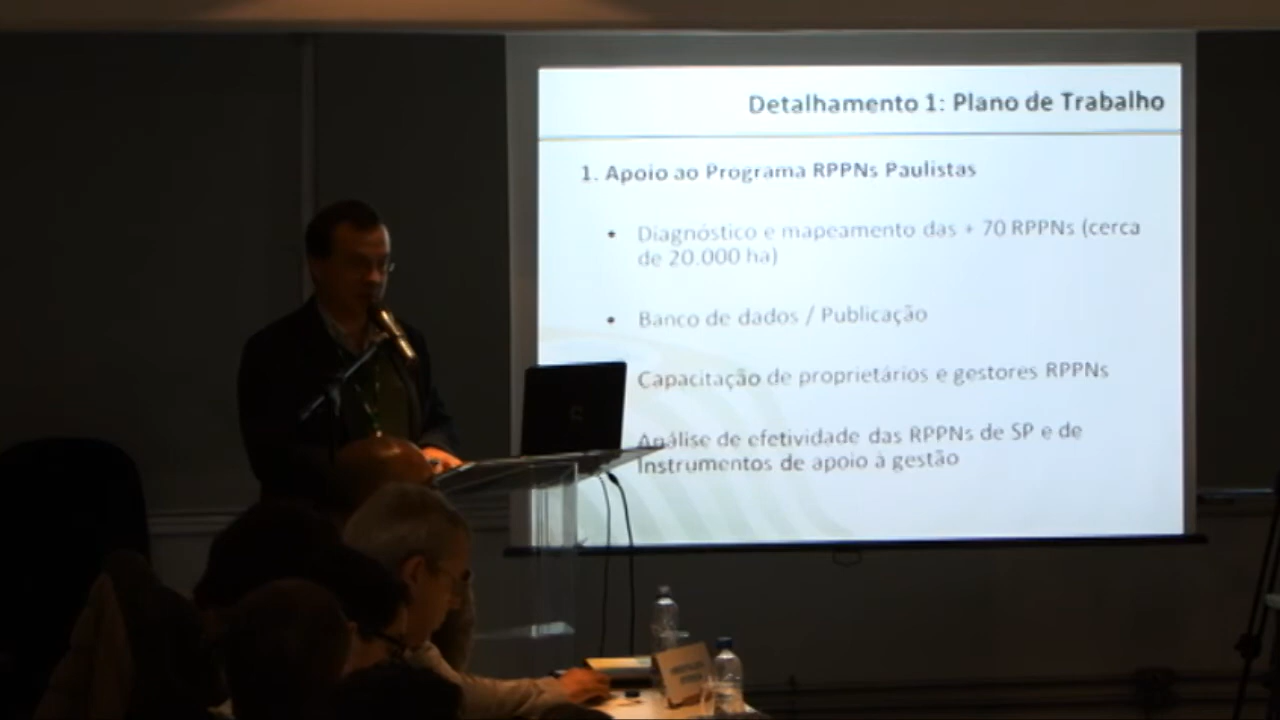 Detalhamento 1: Plano de Trabalho
1. Apoio ao Programa RPPNs Paulistas
• Diagnóstico e mapeamento das + 70 RPPNs (cerca
de 20.000 ha)
• Banco de dados / Publicação
Capacitação de proprietários e gestores RPPNs
Análise de efetividade das RPPNs de SP e de
Instrumentos de apoio à gestão